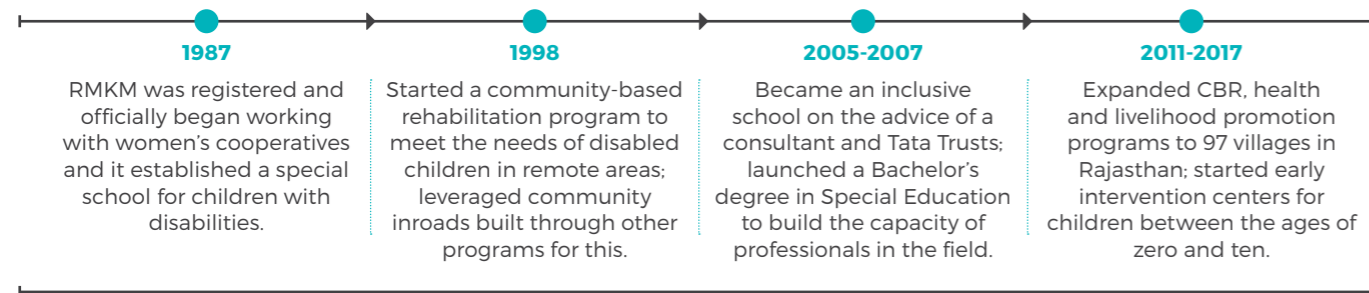 1987
RMKM was registered and
officially began working
with women's cooperatives
and it established a special
school for children with
disabilities.
1998
Started a community-based
rehabilitation program to
meet the needs of disabled
children in remote areas;
leveraged community
inroads built through other
programs for this.
2005-2007
Became an inclusive
school on the advice of a
consultant and Tata Trusts;
launched a Bachelor's
degree in Special Education
to build the capacity of
professionals in the field.
2011-2017
Expanded CBR, health
and livelihood promotion
programs to 97 villages in
Rajasthan; started early
intervention centers for
children between the ages of
zero and ten.